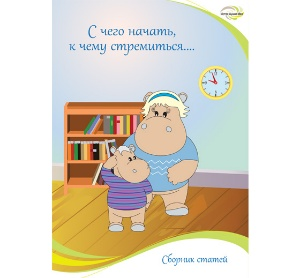 С чего начать,
к чему стремиться....
Сборник статей